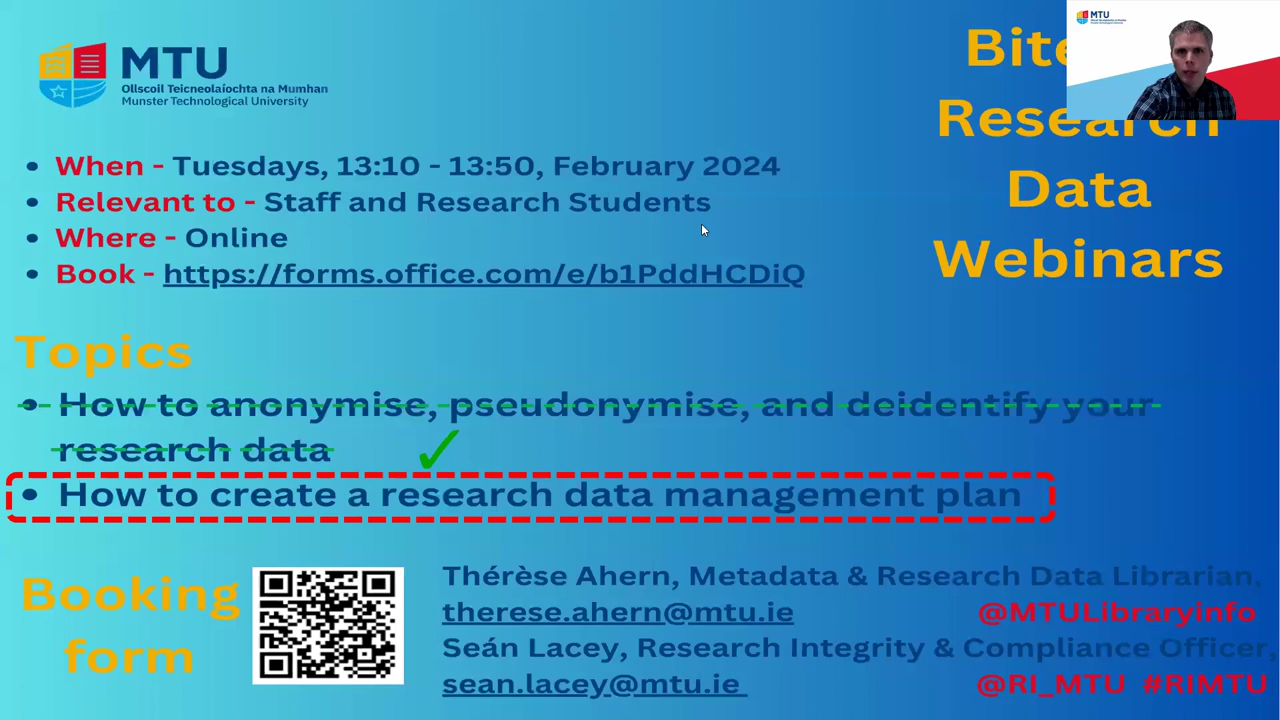 MTU
Ollscoil Teicneolaíochta na Mumhan
Munster Technological University
MTU
Research
Data
Webinars
• When - Tuesdays, 13:10 - 13:50, February 2024
• Relevant to - Staff and Research Students
• Where - Online
• Book - https://forms.office.com/e/b1PddHCDiQ
Topics
• How to anonymise, pseudonymise, and deidentify your
research data ✓
• How to create a research data management plan
Booking
form
Thérèse Ahern, Metadata & Research Data Librarian,
therese.ahern@mtu.ie @MTULibraryinfo
Seán Lacey, Research Integrity & Compliance Officer,
sean.lacey@mtu.ie @RI_MTU #RIMTU